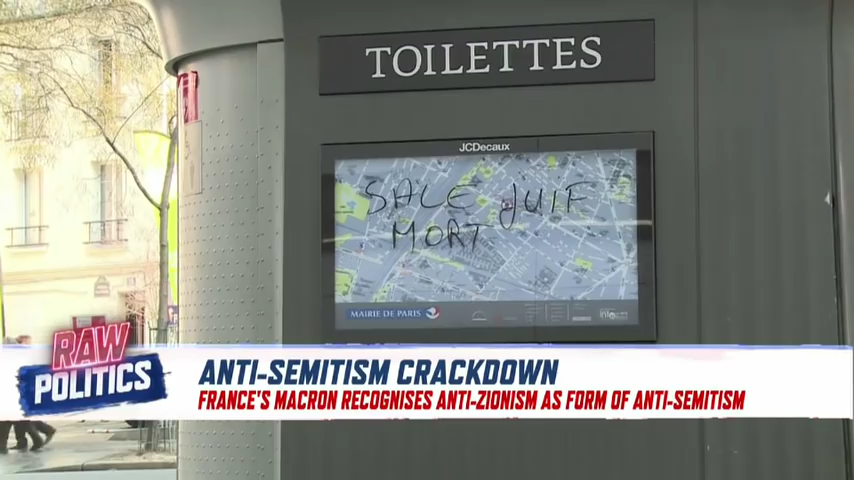 TOILETTES
JCDecaux
SALE JUIF
MORT
MAIRIE DE PARIS
RAW
POLITICS
ANTI-SEMITISM CRACKDOWN
FRANCE'S MACRON RECOGNISES ANTI-ZIONISM AS FORM OF ANTI-SEMITISM